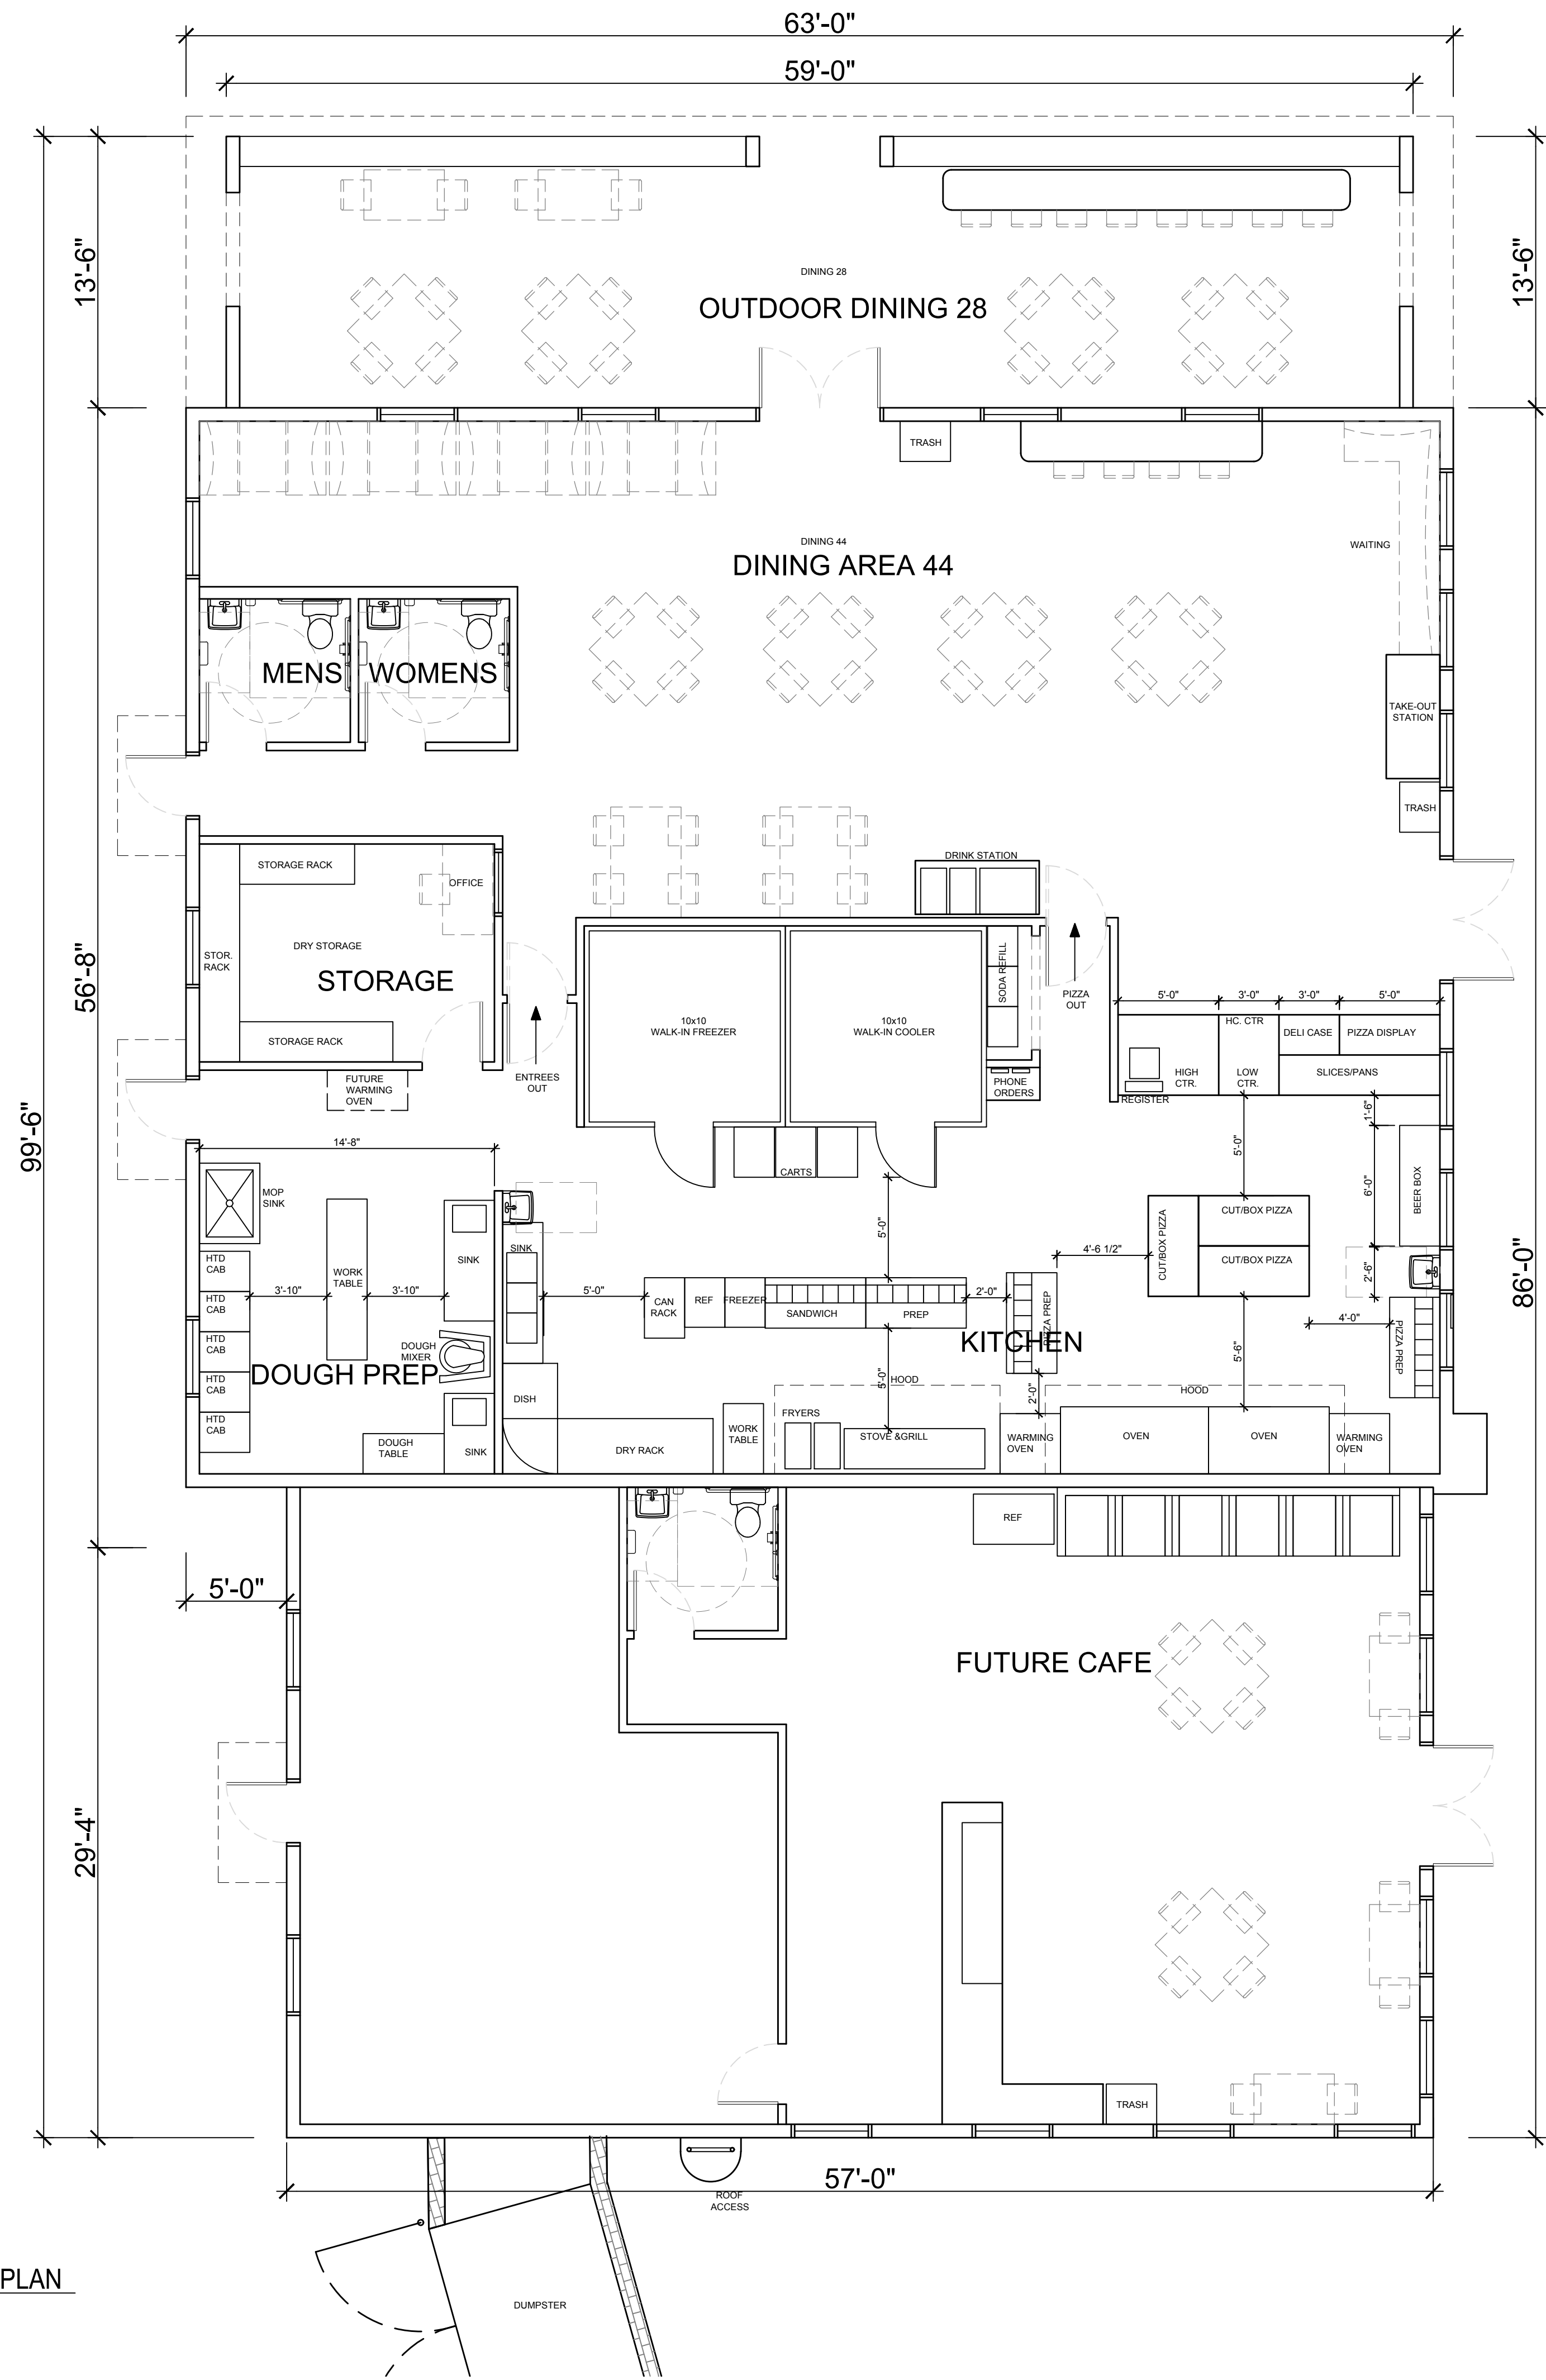 63'-0"
59'-0"
13'-6"
13'-6"
DINING 28
OUTDOOR DINING 28
TRASH
DINING 44
DINING AREA 44
WAITING
MENS
WOMENS
TAKE-OUT
STATION
TRASH
STORAGE RACK
OFFICE
DRINK STATION
STOR.
RACK
DRY STORAGE
STORAGE
56'-8"
SODA REFILL
PIZZA
OUT
10x10
WALK-IN FREEZER
10x10
WALK-IN COOLER
5'-0"
3'-0"
3'-0"
5'-0"
HC. CTR
DELI CASE
PIZZA DISPLAY
STORAGE RACK
ENTREES
OUT
FUTURE
WARMING
OVEN
PHONE
ORDERS
HIGH
CTR.
LOW
CTR.
SLICES/PANS
REGISTER
99'-6"
14'-8"
1'-6"
5'-0"
CARTS
MOP
SINK
6'-0"
BEER BOX
5'-0"
CUT/BOX PIZZA
CUT/BOX PIZZA
CUT/BOX PIZZA
4'-6 1/2"
SINK
SINK
HTD
CAB
HTD
CAB
HTD
CAB
HTD
CAB
HTD
CAB
WORK
TABLE
3'-10"
3'-10"
5'-0"
CAN
RACK
REF
FREEZER
SANDWICH
PREP
2'-0"
PIZZA PREP
2'-6"
86'-0"
4'-0"
PIZZA PREP
5'-6"
KITCHEN
DOUGH
MIXER
DOUGH PREP
5'-0"
HOOD
2'-0"
HOOD
DISH
FRYERS
WORK
TABLE
STOVE &GRILL
WARMING
OVEN
OVEN
OVEN
WARMING
OVEN
DOUGH
TABLE
SINK
DRY RACK
REF
5'-0"
FUTURE CAFE
29'-4"
TRASH
57'-0"
ROOF
ACCESS
PLAN
DUMPSTER